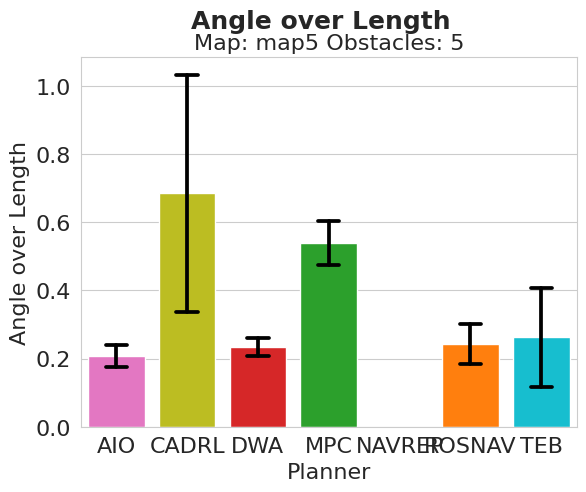 Angle over Length
Map: map5 Obstacles: 5
Angle over Length
1.0
0.8
0.6
0.4
0.2
0.0
AIO CADRL DWA MPC NAVREP ROSNAV TEB
Planner